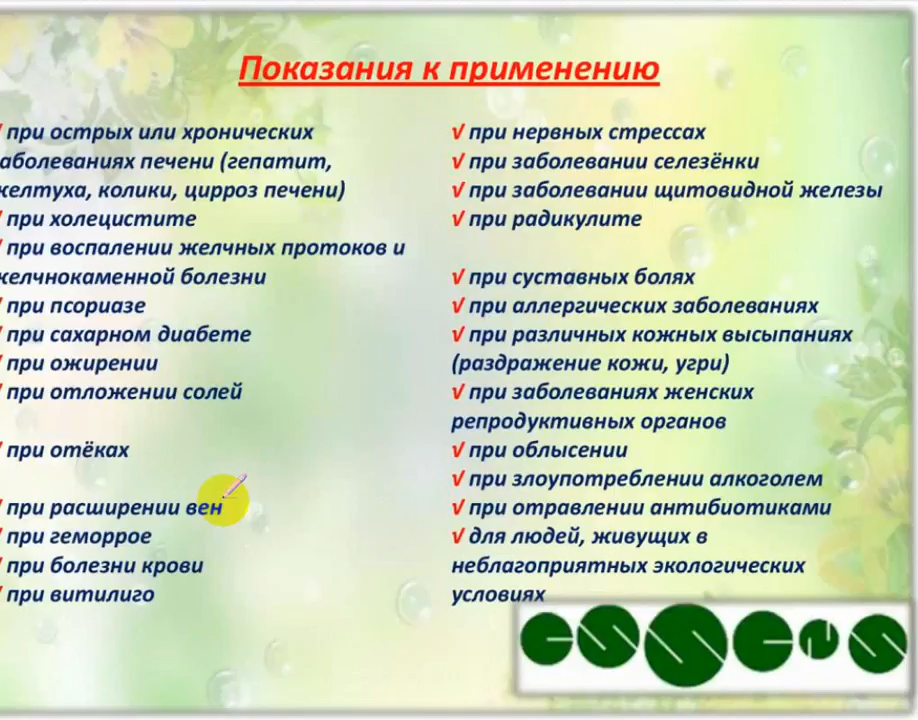 Показания к применению
√ при острых или хронических
аболеваниях печени (гепатит,
желтуха, колики, цирроз печени)
√ при холецистите
√ при воспалении желчных протоков и
желчнокаменной болезни
√ при псориазе
√ при сахарном диабете
√ при ожирении
√ при отложении солей
√ при отёках
√ при расширении вен
√ при геморрое
√ при болезни крови
√ при витилиго
√ при нервных стрессах
√ при заболевании селезёнки
√ при заболевании щитовидной железы
√ при радикулите
√ при суставных болях
√ при аллергических заболеваниях
√ при различных кожных высыпаниях
(раздражение кожи, угри)
√ при заболеваниях женских
репродуктивных органов
√ при облысении
√ при злоупотреблении алкоголем
√ при отравлении антибиотиками
√ для людей, живущих в
неблагоприятных экологических
условиях
essens